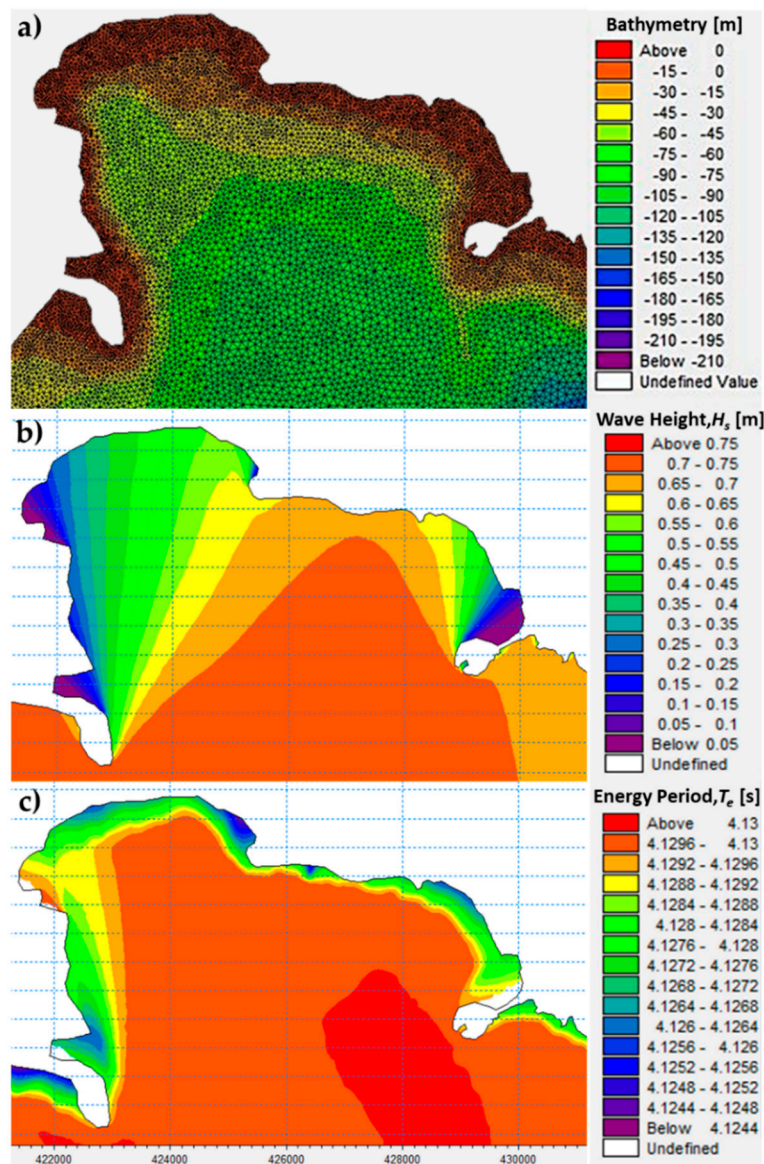 a)
Bathymetry [m]
Above 0
-15 - 0
-30 - -15
-45 - -30
-60 - -45
-75 - -60
-90 - -75
-105 - -90
-120 - -105
-135 - -120
-150 - -135
-165 - -150
-180 - -165
-195 - -180
-210 - -195
Below -210
Undefined Value
b)
Wave Height, Hs [m]
Above 0.75
0.7 - 0.75
0.65 - 0.7
0.6 - 0.65
0.55 - 0.6
0.5 - 0.55
0.45 - 0.5
0.4 - 0.45
0.35 - 0.4
0.3 - 0.35
0.25 - 0.3
0.2 - 0.25
0.15 - 0.2
0.1 - 0.15
0.05 - 0.1
Below 0.05
Undefined
c)
Energy Period, Te [s]
Above 4.13
4.1296 - 4.13
4.1292 - 4.1296
4.1288 - 4.1292
4.1284 - 4.1288
4.128 - 4.1284
4.1276 - 4.128
4.1272 - 4.1276
4.1268 - 4.1272
4.1264 - 4.1268
4.126 - 4.1264
4.1256 - 4.126
4.1252 - 4.1256
4.1248 - 4.1252
4.1244 - 4.1248
Below 4.1244
Undefined
422000 424000 426000 428000 430000